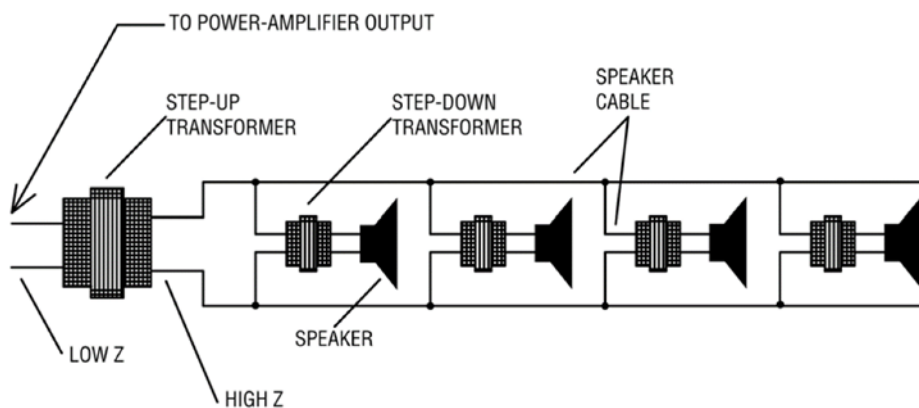 TO POWER-AMPLIFIER OUTPUT
STEP-UP
TRANSFORMER
STEP-DOWN
TRANSFORMER
SPEAKER
CABLE
SPEAKER
LOW Z
HIGH Z